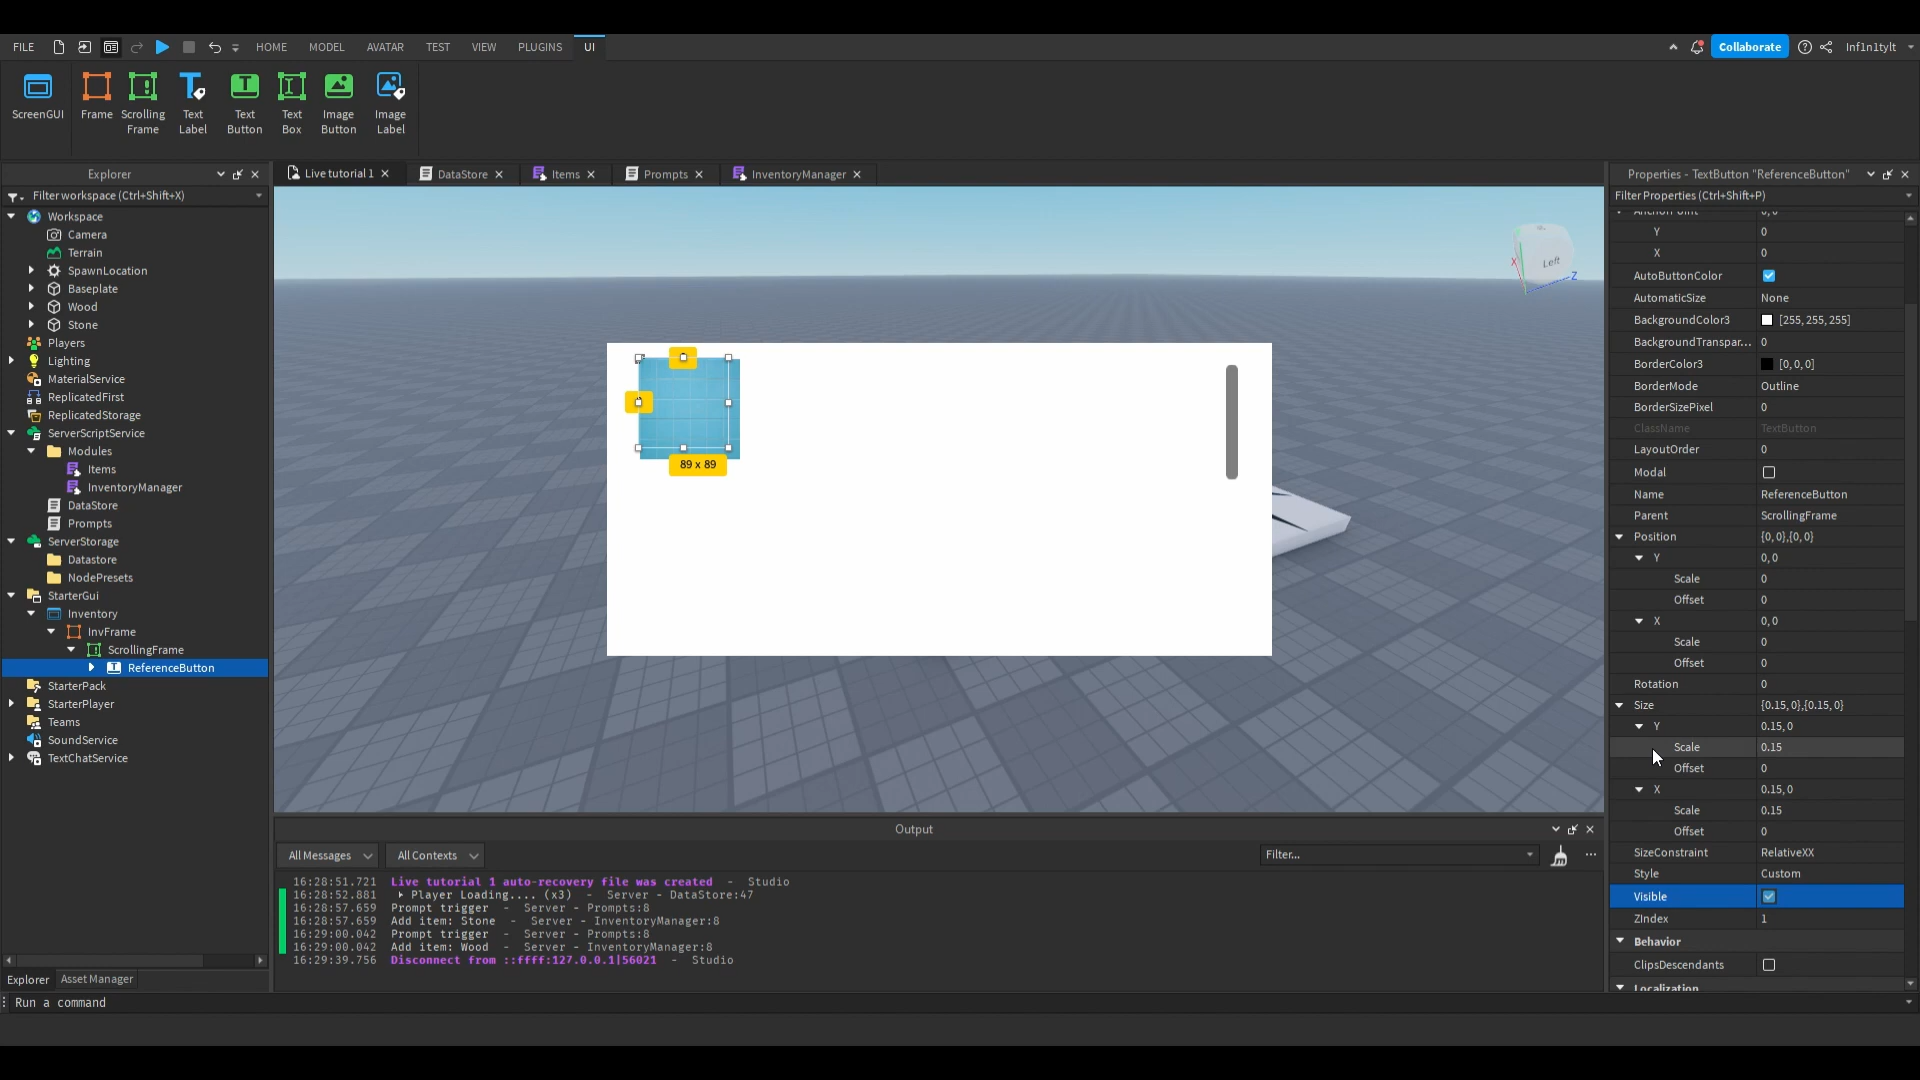 FILE HOME MODEL AVATAR TEST VIEW PLUGINS UI Collaborate Inf1n1tylt
ScreenGUI Frame Scrolling Frame Text Label Text Button Text Box Image Button Image Label
Explorer
Filter workspace (Ctrl+Shift+X)
Workspace
Camera
Terrain
SpawnLocation
Baseplate
Wood
Stone
Players
Lighting
MaterialService
ReplicatedFirst
ReplicatedStorage
ServerScriptService
Modules
Items
InventoryManager
DataStore
Prompts
ServerStorage
Datastore
NodePresets
StarterGui
Inventory
InvFrame
ScrollingFrame
ReferenceButton
StarterPack
StarterPlayer
Teams
SoundService
TextChatService
Explorer Asset Manager
Run a command
Live tutorial 1 DataStore Items Prompts InventoryManager
Left
X
Z
89 x 89
Output
All Messages All Contexts Filter...
16:28:51.721 Live tutorial 1 auto-recovery file was created - Studio
16:28:52.881 Player Loading.... (x3) - Server - DataStore:47
16:28:57.659 Prompt trigger - Server - Prompts:8
16:28:57.659 Add item: Stone - Server - InventoryManager:8
16:29:00.042 Prompt trigger - Server - Prompts:8
16:29:00.042 Add item: Wood - Server - InventoryManager:8
16:29:39.756 Disconnect from ::ffff:127.0.0.1|56021 - Studio
Properties - TextButton "ReferenceButton"
Filter Properties (Ctrl+Shift+P)
AnchorPoint 0, 0
Y 0
X 0
AutoButtonColor
AutomaticSize None
BackgroundColor3 [255, 255, 255]
BackgroundTranspar... 0
BorderColor3 [0, 0, 0]
BorderMode Outline
BorderSizePixel 0
ClassName TextButton
LayoutOrder 0
Modal
Name ReferenceButton
Parent ScrollingFrame
Position {0, 0},{0, 0}
Y 0, 0
Scale 0
Offset 0
X 0, 0
Scale 0
Offset 0
Rotation 0
Size {0.15, 0},{0.15, 0}
Y 0.15, 0
Scale 0.15
Offset 0
X 0.15, 0
Scale 0.15
Offset 0
SizeConstraint RelativeXX
Style Custom
Visible
ZIndex 1
Behavior
ClipsDescendants
Localization